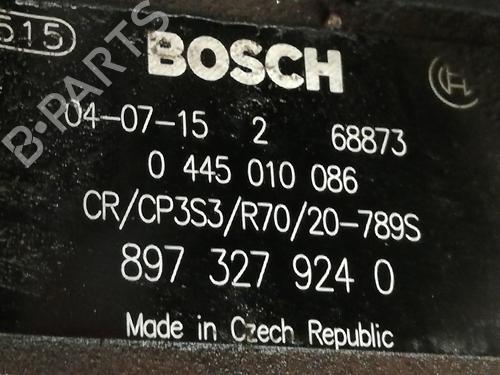 515
BOSCH
04-07-15 2 68873
0 445 010 086
CR/CP3S3/R70/20-789S
897 327 924 0
Made in Czech Republic
B-PARTS